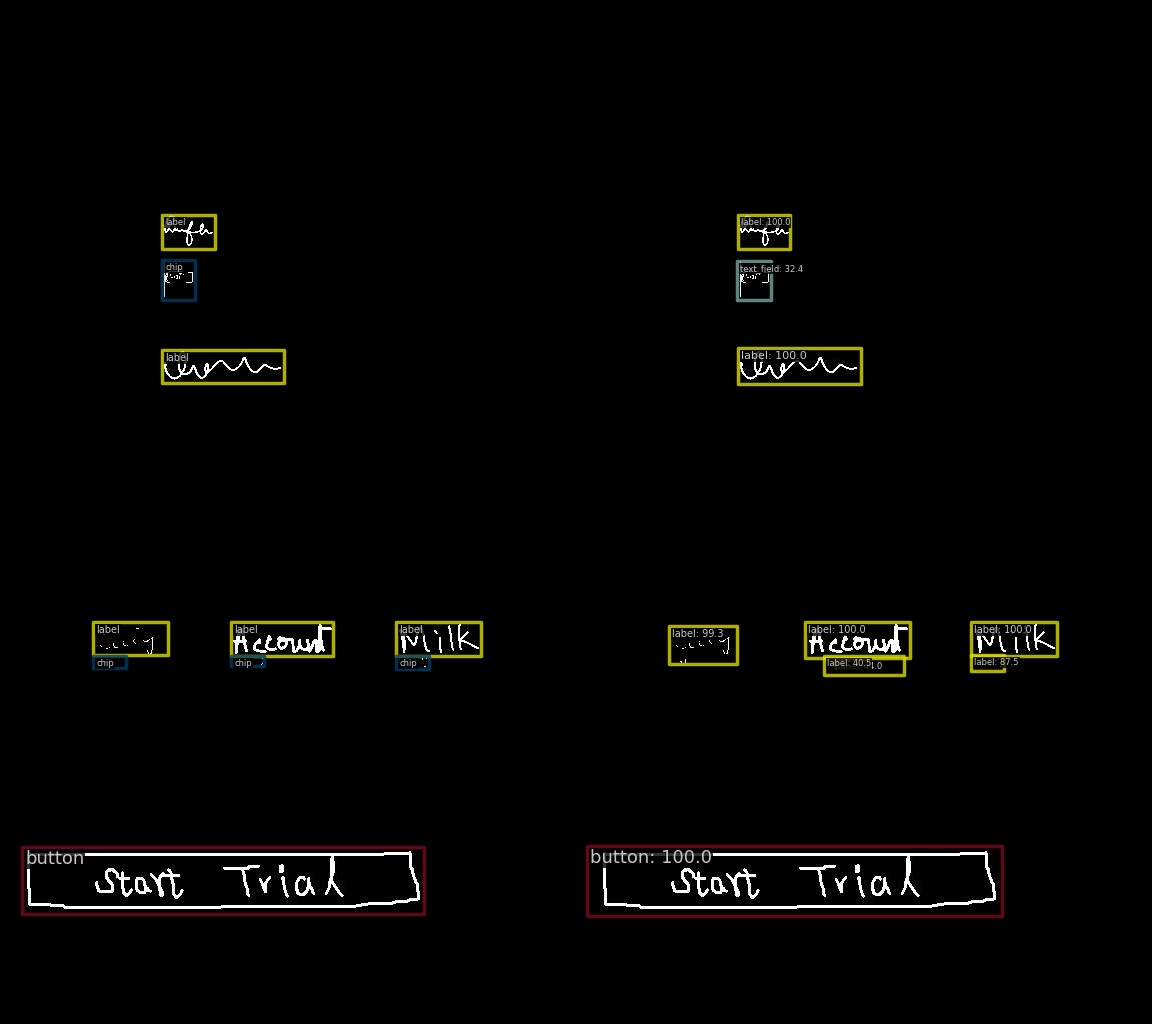 label label: 100.0
chip text_field: 32.4
label label: 100.0
label label label label: 99.3 label: 100.0 label: 100.0
Account Milk Account Milk
chip chip chip label: 40.5 label: 87.5
button button: 100.0
Start Trial Start Trial